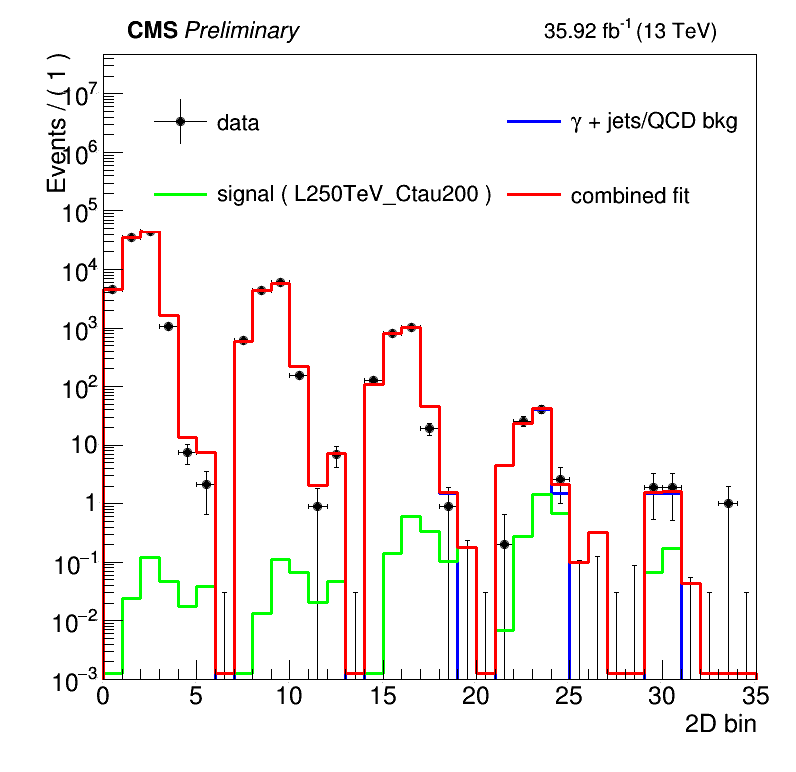 CMS Preliminary
35.92 fb⁻¹ (13 TeV)
Events / ( 1 )
data
γ + jets/QCD bkg
signal ( L250TeV_Ctau200 )
combined fit
10⁷
10⁶
10⁵
10⁴
10³
10²
10
1
10⁻¹
10⁻²
10⁻³
0 5 10 15 20 25 30 35
2D bin